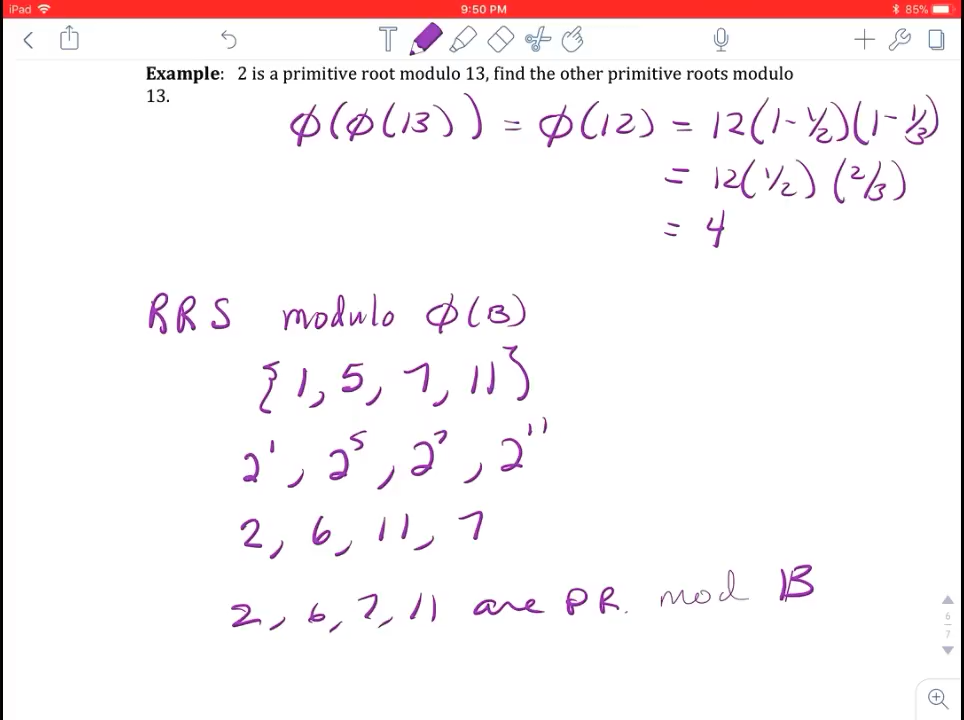 iPad 9:50 PM 85%
T
Example: 2 is a primitive root modulo 13, find the other primitive roots modulo
13.
ϕ(ϕ(13)) = ϕ(12) = 12(1-1/2)(1-1/3)
= 12(1/2)(2/3)
= 4
RRS modulo ϕ(13)
{1, 5, 7, 11}
2¹, 2⁵, 2⁷, 2¹¹
2, 6, 11, 7
2, 6, 7, 11 are PR. mod 13
6
7